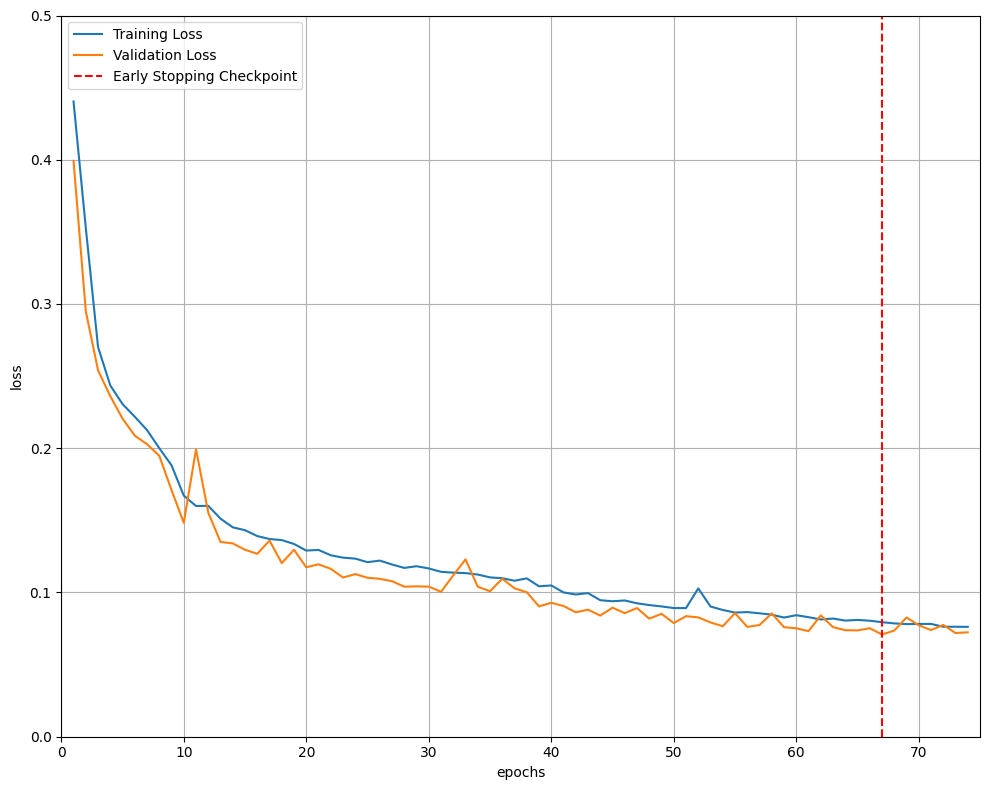 Training Loss
Validation Loss
Early Stopping Checkpoint
0.5
0.4
0.3
0.2
0.1
0.0
loss
0 10 20 30 40 50 60 70
epochs